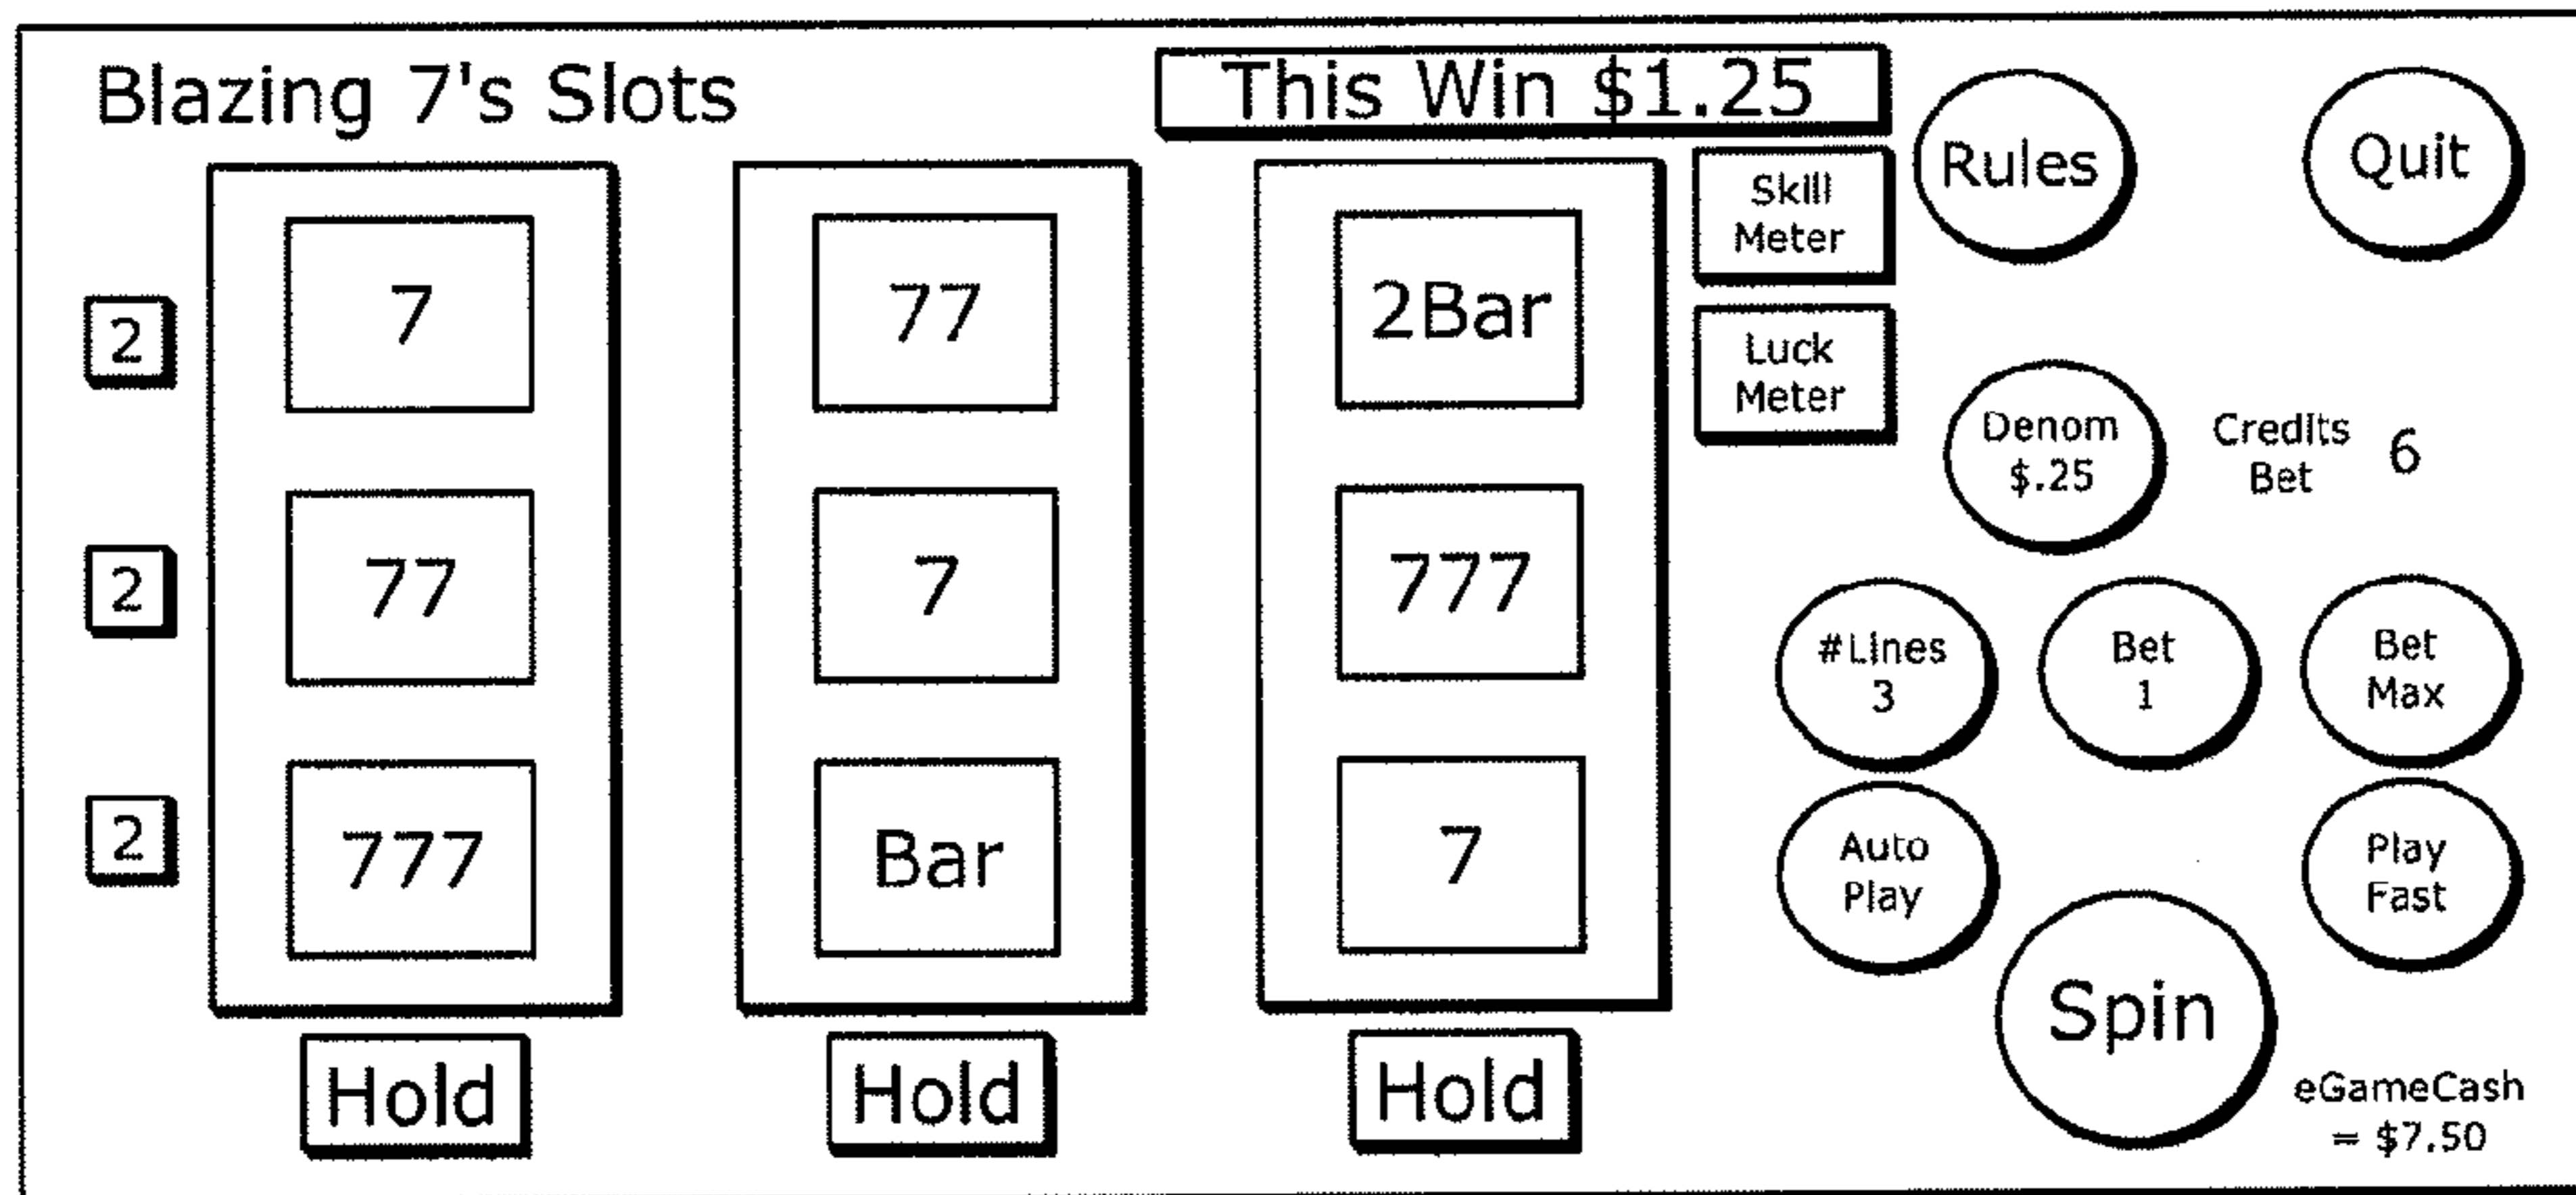 Blazing 7's Slots
This Win $1.25
Rules
Quit
Skill
Meter
Luck
Meter
2
7
77
2Bar
Denom
$.25
Credits
Bet
6
2
77
7
777
#Lines
3
Bet
1
Bet
Max
2
777
Bar
7
Auto
Play
Play
Fast
Spin
Hold
Hold
Hold
eGameCash
= $7.50